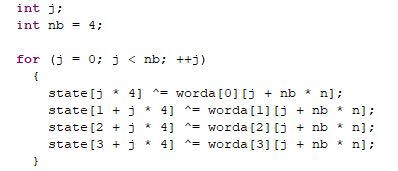 int j;
int nb = 4;
for (j = 0; j < nb; ++j)
{
state[j * 4] ^= worda[0][j + nb * n];
state[1 + j * 4] ^= worda[1][j + nb * n];
state[2 + j * 4] ^= worda[2][j + nb * n];
state[3 + j * 4] ^= worda[3][j + nb * n];
}